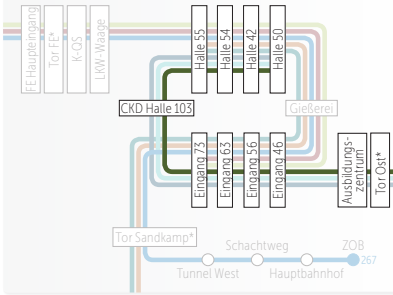 FE Haupteingang
Tor FE*
K-QS
LKW-Waage
Halle 55
Halle 54
Halle 42
Halle 50
CKD Halle 103
Gießerei
Eingang 73
Eingang 63
Eingang 56
Eingang 46
Ausbildungs-
zentrum
Tor Ost*
Tor Sandkamp*
Schachtweg
ZOB
267
Tunnel West
Hauptbahnhof